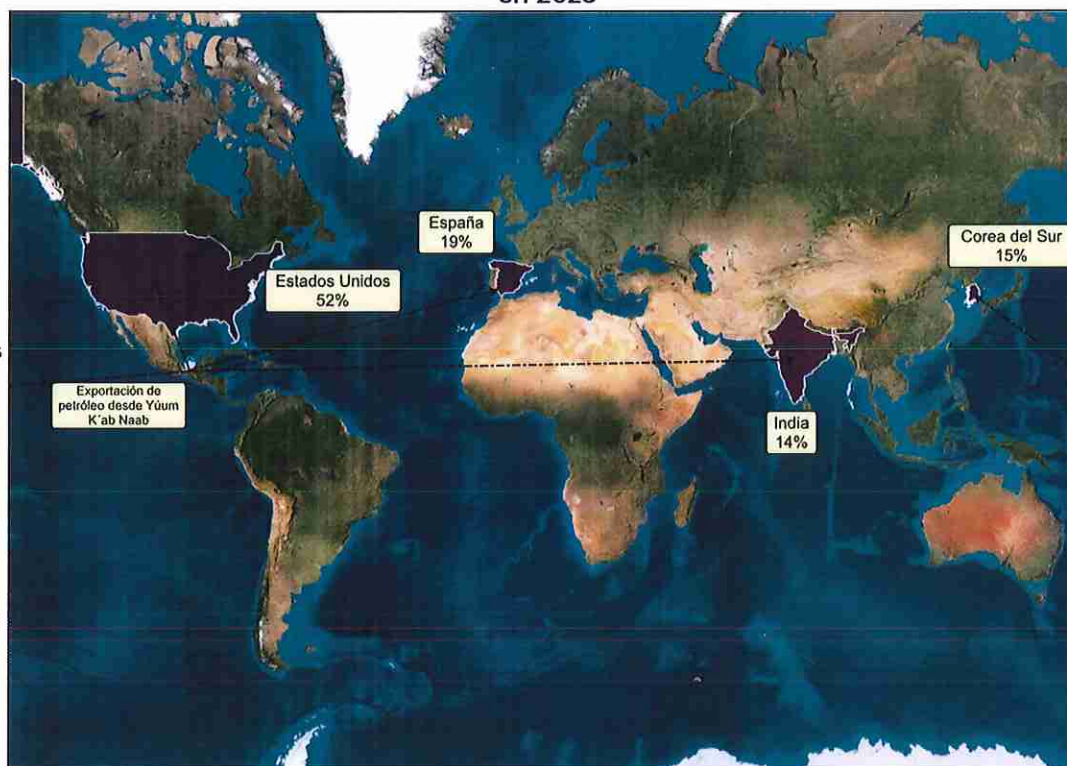 España
19%
Corea del Sur
15%
Estados Unidos
52%
Exportación de
petróleo desde Yúum
K´ab Naab
India
14%